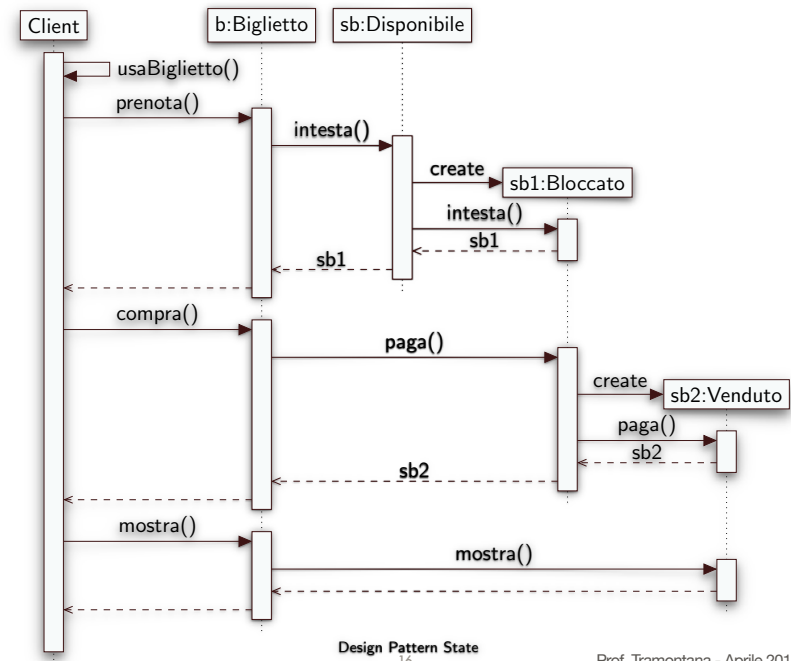 Client
b:Biglietto
sb:Disponibile
usaBiglietto()
prenota()
intesta()
create
sb1:Bloccato
intesta()
sb1
sb1
compra()
paga()
create
sb2:Venduto
paga()
sb2
sb2
mostra()
mostra()
Design Pattern State
16
Prof. Tramontana - Aprile 201